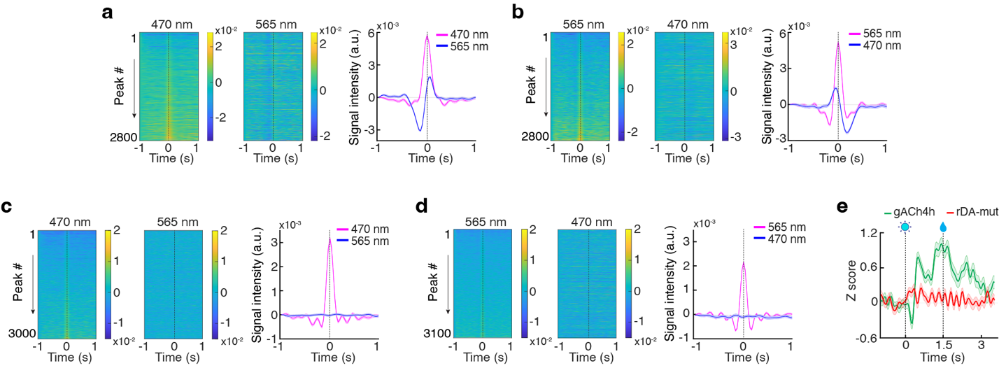 a
470 nm
x10-2
565 nm
x10-2
x10-3
470 nm
565 nm
1
Peak #
2800
2
0
-2
2
0
-2
Signal intensity (a.u.)
6
3
0
-3
-1 0 1
Time (s)
-1 0 1
Time (s)
-1 0 1
Time (s)
b
565 nm
x10-2
470 nm
x10-2
x10-3
565 nm
470 nm
1
Peak #
2800
2
0
-2
3
0
-3
Signal intensity (a.u.)
6
3
0
-3
-1 0 1
Time (s)
-1 0 1
Time (s)
-1 0 1
Time (s)
c
470 nm
565 nm
x10-3
470 nm
565 nm
1
Peak #
3000
2
1
0
-1
x10-2
2
1
0
-1
x10-2
Signal intensity (a.u.)
3
2
1
0
-1
-1 0 1
Time (s)
-1 0 1
Time (s)
-1 0 1
Time (s)
d
565 nm
470 nm
x10-3
565 nm
470 nm
1
Peak #
3100
2
1
0
-1
x10-2
2
1
0
-1
x10-2
Signal intensity (a.u.)
3
2
1
0
-1
-1 0 1
Time (s)
-1 0 1
Time (s)
-1 0 1
Time (s)
e
gACh4h rDA-mut
Z score
1.2
0.6
0
-0.6
0 1.5 3
Time (s)